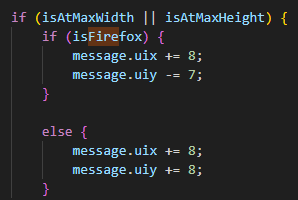 if (isAtMaxWidth || isAtMaxHeight) {
    if (isFirefox) {
        message.uix += 8;
        message.uiy -= 7;
    }

    else {
        message.uix += 8;
        message.uiy += 8;
    }